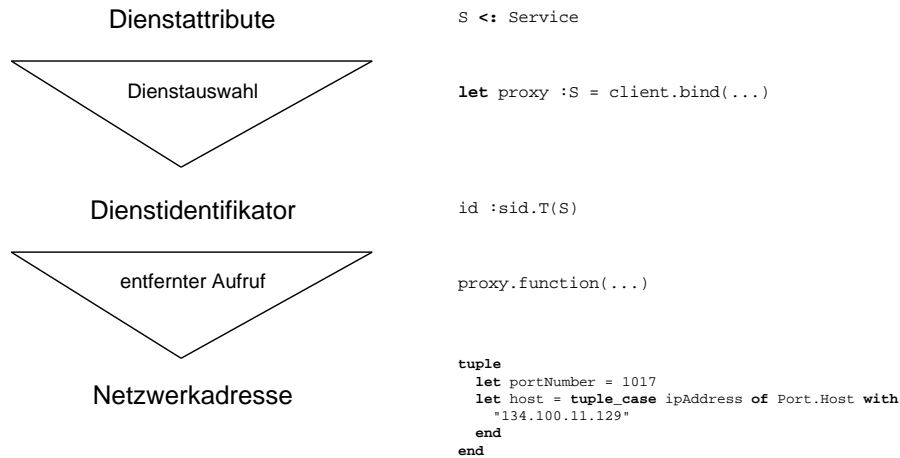 Dienstattribute
S <: Service
Dienstauswahl
let proxy :S = client.bind(...)
Dienstidentifikator
id :sid.T(S)
entfernter Aufruf
proxy.function(...)
Netzwerkadresse
tuple
  let portNumber = 1017
  let host = tuple_case ipAddress of Port.Host with
    "134.100.11.129"
  end
end